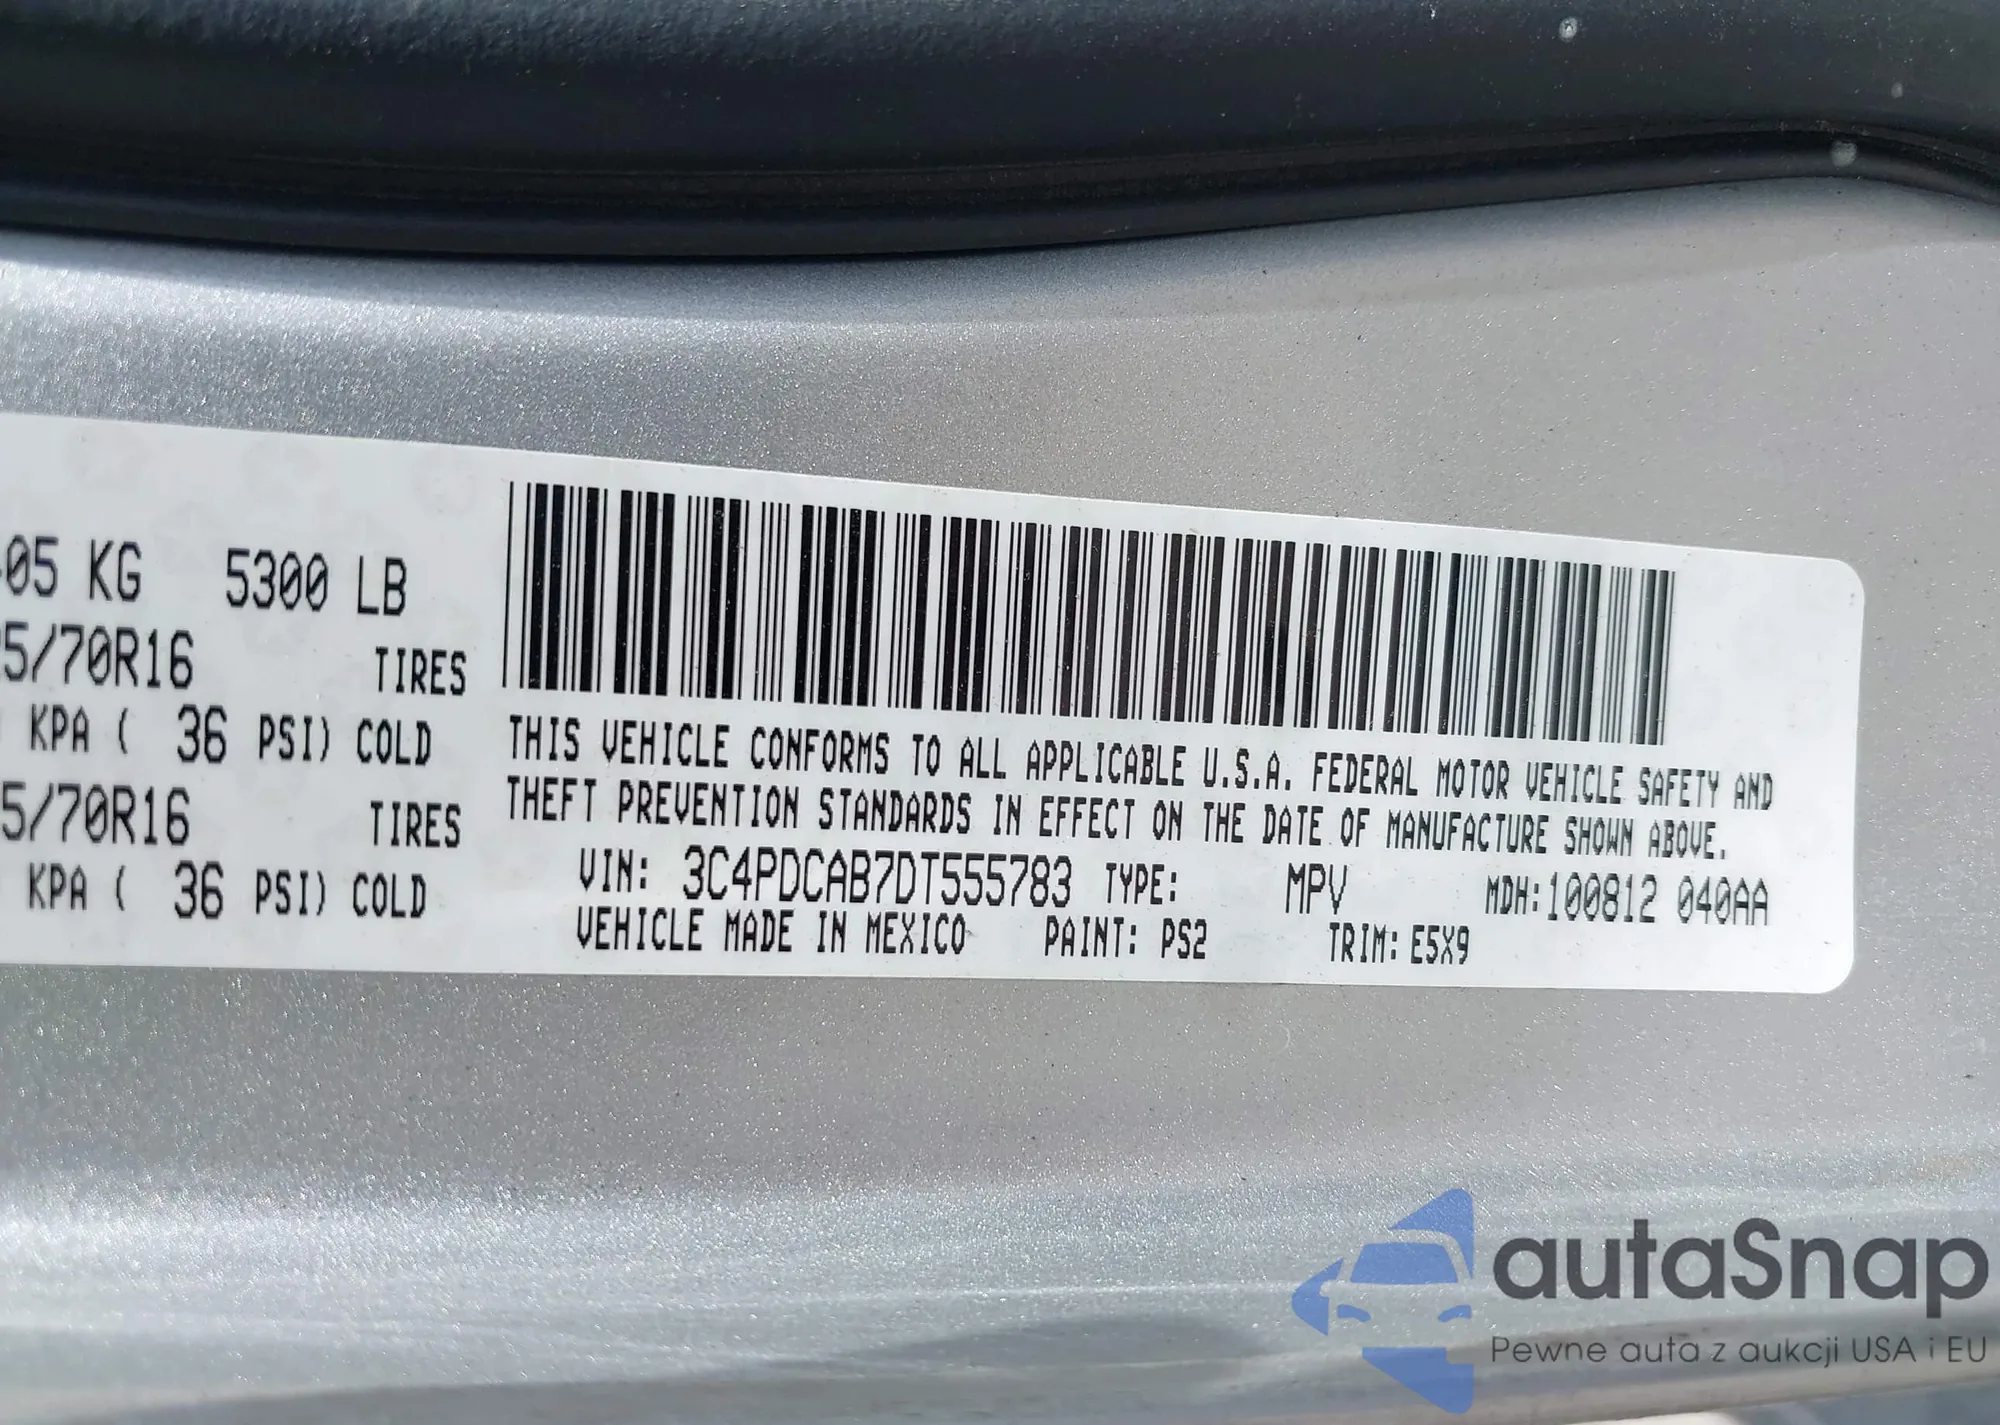 05 KG 5300 LB
5/70R16 TIRES
KPA ( 36 PSI) COLD
5/70R16 TIRES
KPA ( 36 PSI) COLD
THIS VEHICLE CONFORMS TO ALL APPLICABLE U.S.A. FEDERAL MOTOR VEHICLE SAFETY AND
THEFT PREVENTION STANDARDS IN EFFECT ON THE DATE OF MANUFACTURE SHOWN ABOVE.
VIN: 3C4PDCAB7DT555783 TYPE: MPV MDH:100812 040AA
VEHICLE MADE IN MEXICO PAINT: PS2 TRIM: E5X9
autaSnap
Pewne auta z aukcji USA i EU